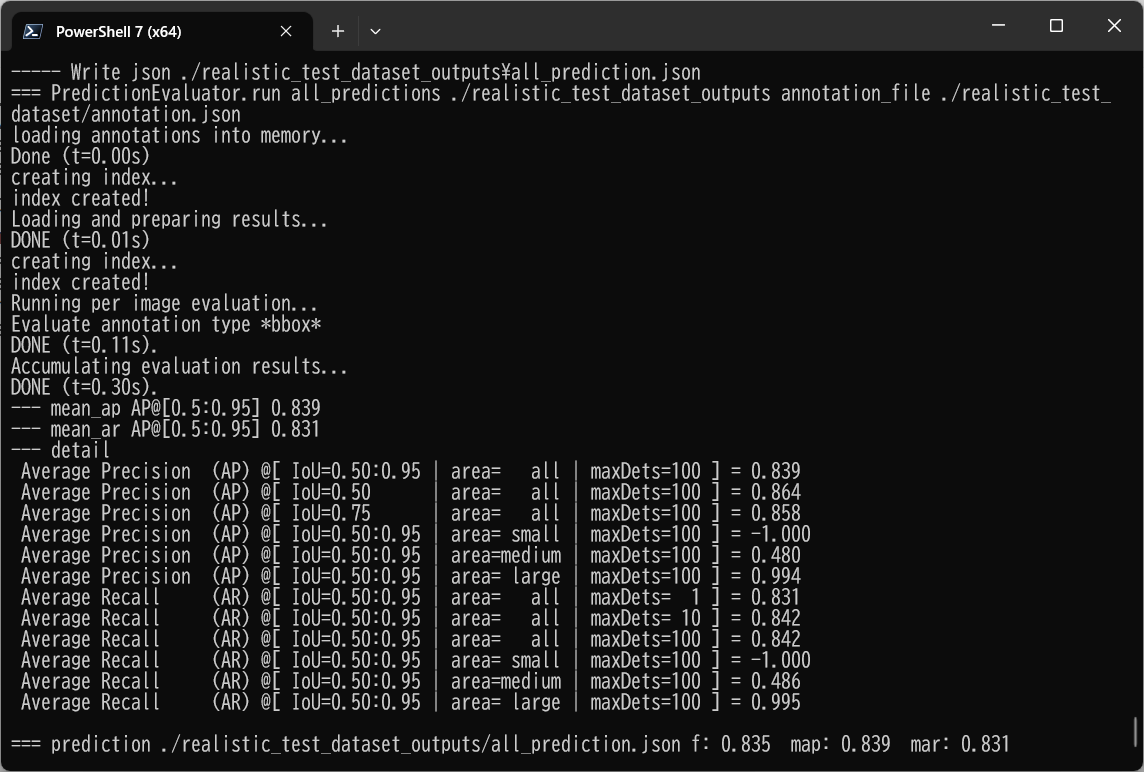 PowerShell 7 (x64)
----- Write json ./realistic_test_dataset_outputs¥all_prediction.json
=== PredictionEvaluator.run all_predictions ./realistic_test_dataset_outputs annotation_file ./realistic_test_
dataset/annotation.json
loading annotations into memory...
Done (t=0.00s)
creating index...
index created!
Loading and preparing results...
DONE (t=0.01s)
creating index...
index created!
Running per image evaluation...
Evaluate annotation type *bbox*
DONE (t=0.11s).
Accumulating evaluation results...
DONE (t=0.30s).
--- mean_ap AP@[0.5:0.95] 0.839
--- mean_ar AP@[0.5:0.95] 0.831
--- detail
 Average Precision  (AP) @[ IoU=0.50:0.95 | area=   all | maxDets=100 ] = 0.839
 Average Precision  (AP) @[ IoU=0.50      | area=   all | maxDets=100 ] = 0.864
 Average Precision  (AP) @[ IoU=0.75      | area=   all | maxDets=100 ] = 0.858
 Average Precision  (AP) @[ IoU=0.50:0.95 | area= small | maxDets=100 ] = -1.000
 Average Precision  (AP) @[ IoU=0.50:0.95 | area=medium | maxDets=100 ] = 0.480
 Average Precision  (AP) @[ IoU=0.50:0.95 | area= large | maxDets=100 ] = 0.994
 Average Recall     (AR) @[ IoU=0.50:0.95 | area=   all | maxDets=  1 ] = 0.831
 Average Recall     (AR) @[ IoU=0.50:0.95 | area=   all | maxDets= 10 ] = 0.842
 Average Recall     (AR) @[ IoU=0.50:0.95 | area=   all | maxDets=100 ] = 0.842
 Average Recall     (AR) @[ IoU=0.50:0.95 | area= small | maxDets=100 ] = -1.000
 Average Recall     (AR) @[ IoU=0.50:0.95 | area=medium | maxDets=100 ] = 0.486
 Average Recall     (AR) @[ IoU=0.50:0.95 | area= large | maxDets=100 ] = 0.995
=== prediction ./realistic_test_dataset_outputs/all_prediction.json f: 0.835  map: 0.839  mar: 0.831